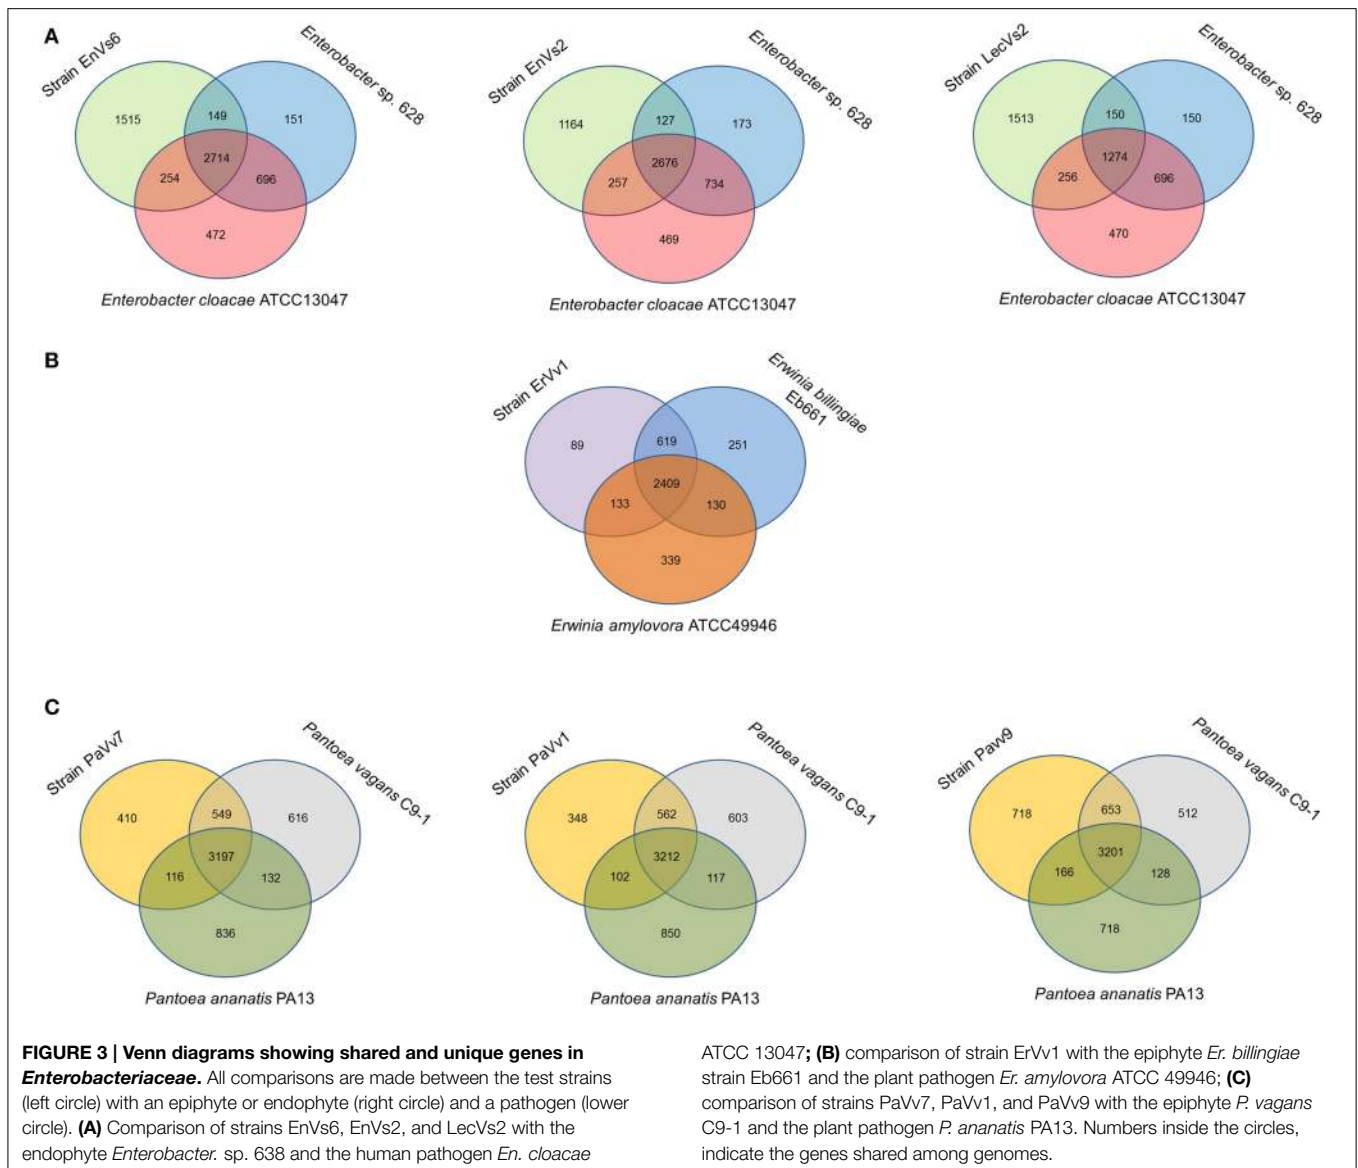 A
Strain EnVs6
Enterobacter sp. 628
1515
149
151
2714
254
696
472
Enterobacter cloacae ATCC13047
Strain EnVs2
Enterobacter sp. 628
1164
127
173
2676
257
734
469
Enterobacter cloacae ATCC13047
Strain LecVs2
Enterobacter sp. 628
1513
150
150
1274
256
696
470
Enterobacter cloacae ATCC13047
B
Strain ErVv1
Erwinia billingiae
Eb661
89
619
251
2409
133
130
339
Erwinia amylovora ATCC49946
C
Strain PaVv7
Pantoea vagans C9-1
410
549
616
3197
116
132
836
Pantoea ananatis PA13
Strain PaVv1
Pantoea vagans C9-1
348
562
603
3212
102
117
850
Pantoea ananatis PA13
Strain Pavv9
Pantoea vagans C9-1
718
653
512
3201
166
128
718
Pantoea ananatis PA13
FIGURE 3 | Venn diagrams showing shared and unique genes in
Enterobacteriaceae. All comparisons are made between the test strains
(left circle) with an epiphyte or endophyte (right circle) and a pathogen (lower
circle). (A) Comparison of strains EnVs6, EnVs2, and LecVs2 with the
endophyte Enterobacter. sp. 638 and the human pathogen En. cloacae
ATCC 13047; (B) comparison of strain ErVv1 with the epiphyte Er. billingiae
strain Eb661 and the plant pathogen Er. amylovora ATCC 49946; (C)
comparison of strains PaVv7, PaVv1, and PaVv9 with the epiphyte P. vagans
C9-1 and the plant pathogen P. ananatis PA13. Numbers inside the circles,
indicate the genes shared among genomes.